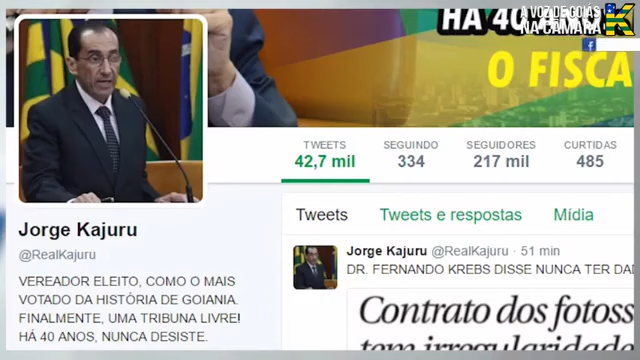 A VOZ DE GOIÁS
NA CÂMARA
HÁ 40
O FISCA
TWEETS
42,7 mil
SEGUINDO
334
SEGUIDORES
217 mil
CURTIDAS
485
Jorge Kajuru
@RealKajuru
VEREADOR ELEITO, COMO O MAIS
VOTADO DA HISTÓRIA DE GOIANIA.
FINALMENTE, UMA TRIBUNA LIVRE!
HÁ 40 ANOS, NUNCA DESISTE.
Tweets
Tweets e respostas
Mídia
Jorge Kajuru @RealKajuru · 51 min
DR. FERNANDO KREBS DISSE NUNCA TER DAD
Contrato dos fotoss
tem irregularidade